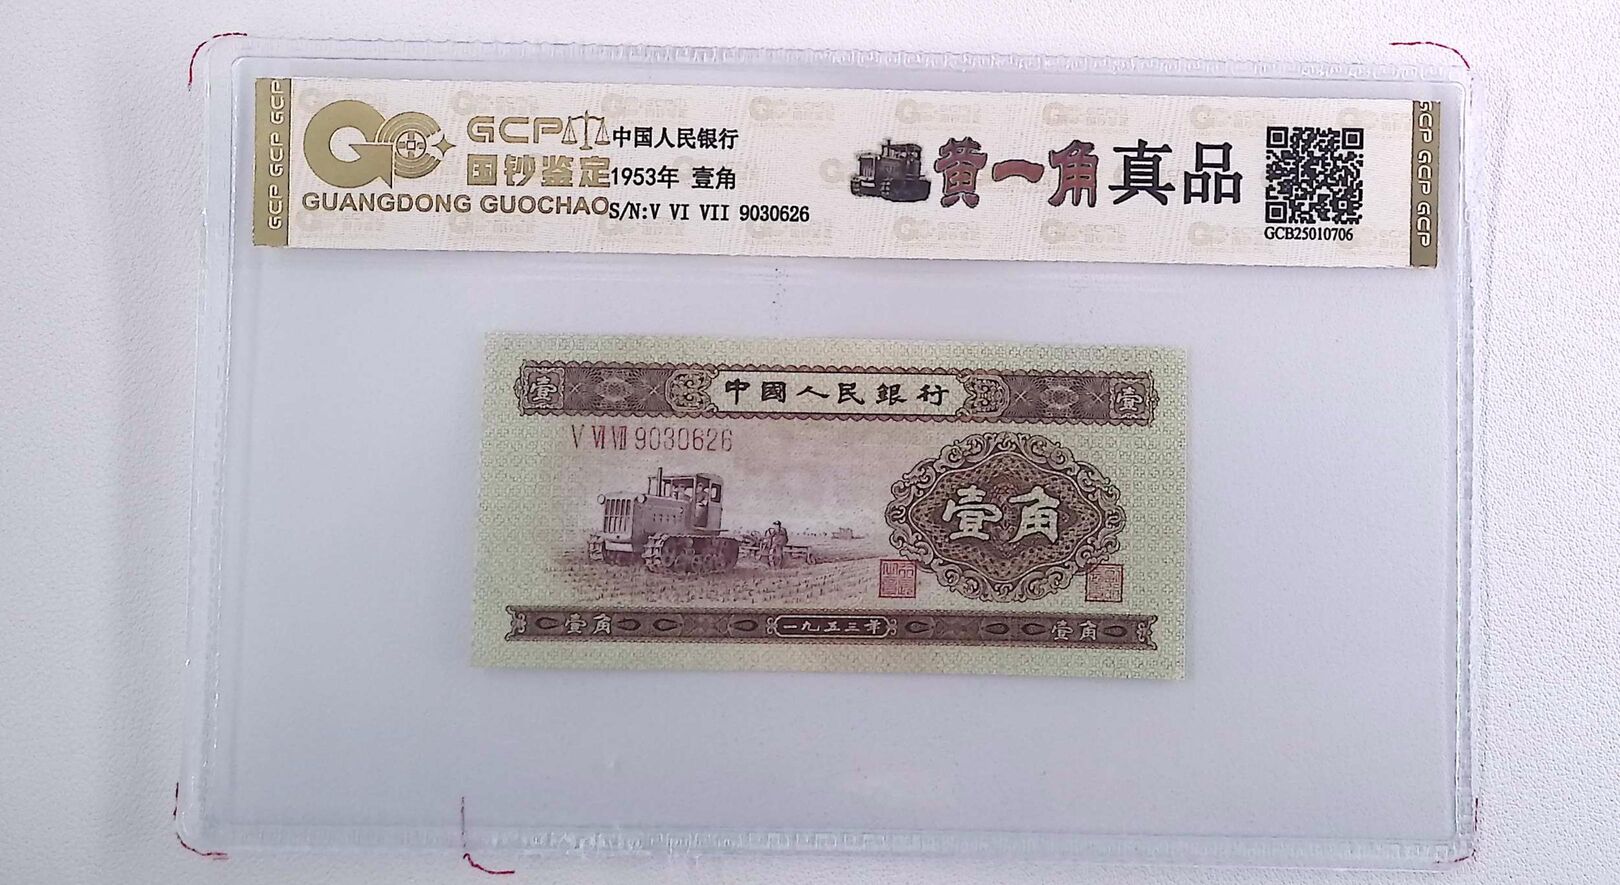 GCP
国钞鉴定
GUANGDONG GUOCHAO
中国人民银行
1953年 壹角
S/N:V VI VII 9030626
黄一角 真品
GCB25010706
GCP GCP GCP
GCP GCP GCP
壹 中國人民銀行 壹
V VI VII 9030626
壹角
壹角 一九五三年 壹角